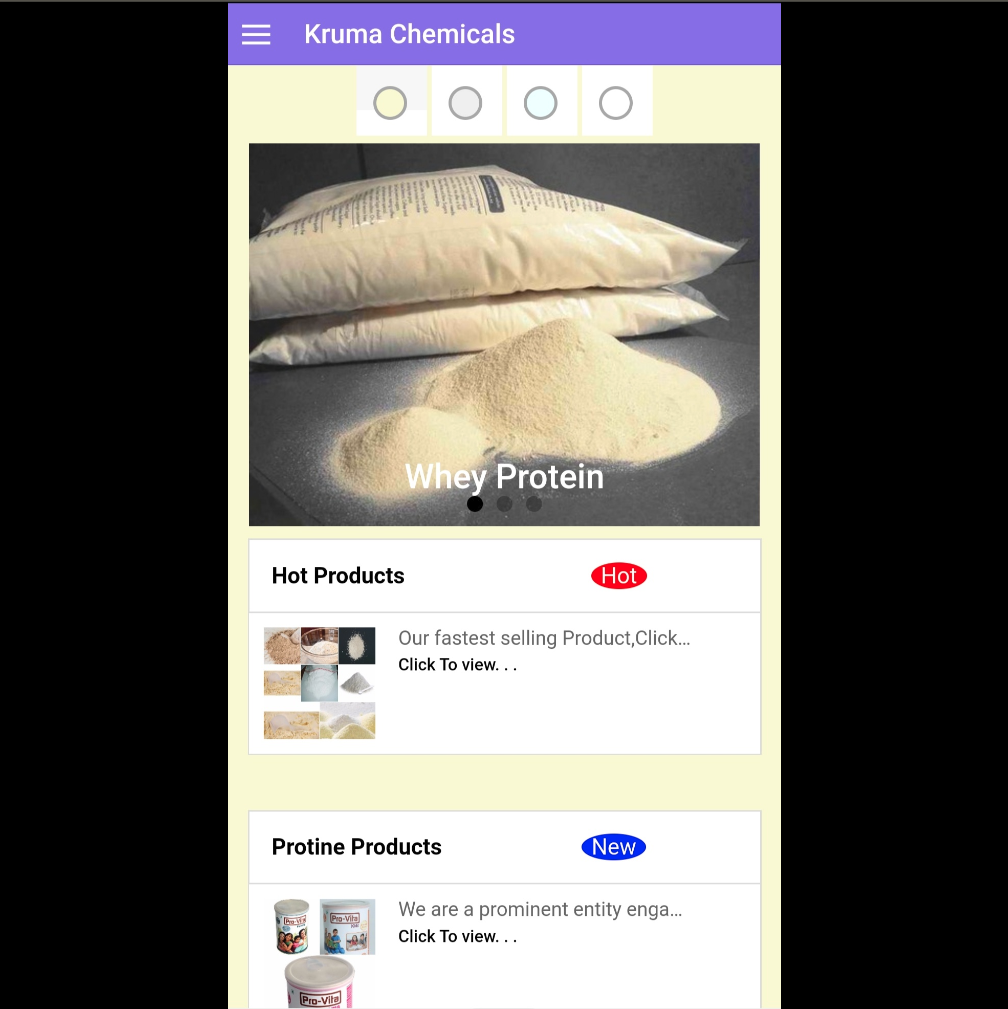 Kruma Chemicals
Whey Protein
Hot Products
Hot
Our fastest selling Product,Click...
Click To view. . .
Protine Products
New
We are a prominent entity enga...
Click To view. . .
Pro-Vita
Pro-Vita
Pro-Vita